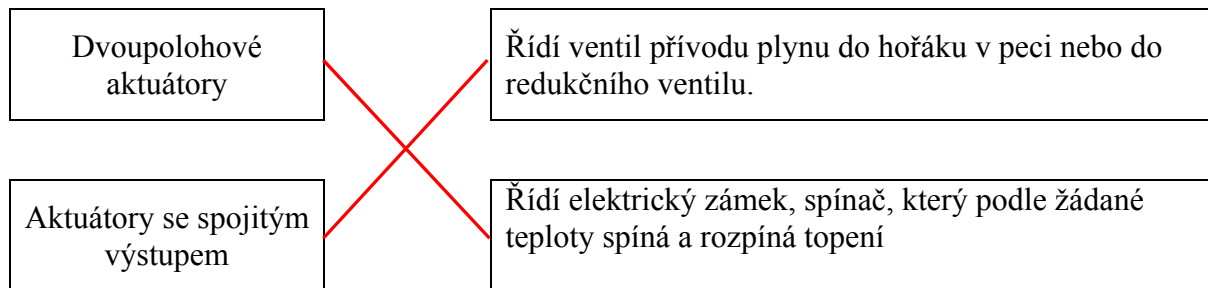 Dvoupolohové
aktuátory
Řídí ventil přívodu plynu do hořáku v peci nebo do
redukčního ventilu.
Aktuátory se spojitým
výstupem
Řídí elektrický zámek, spínač, který podle žádané
teploty spíná a rozpíná topení